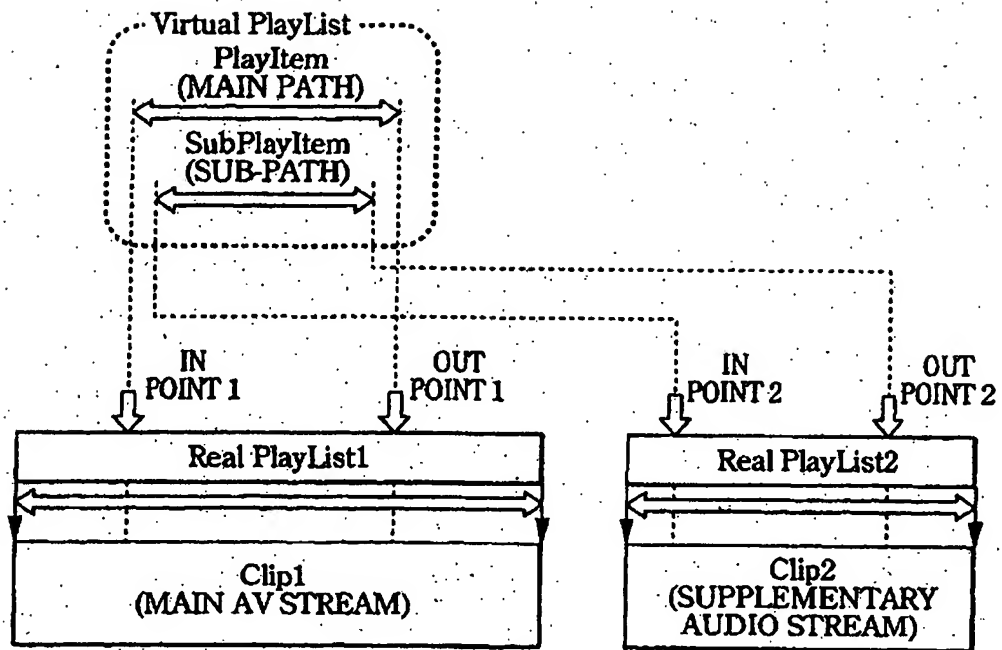 Virtual PlayList
PlayItem
(MAIN PATH)
SubPlayItem
(SUB-PATH)
IN
POINT 1
OUT
POINT 1
IN
POINT 2
OUT
POINT 2
Real PlayList1
Real PlayList2
Clip1
(MAIN AV STREAM)
Clip2
(SUPPLEMENTARY
AUDIO STREAM)